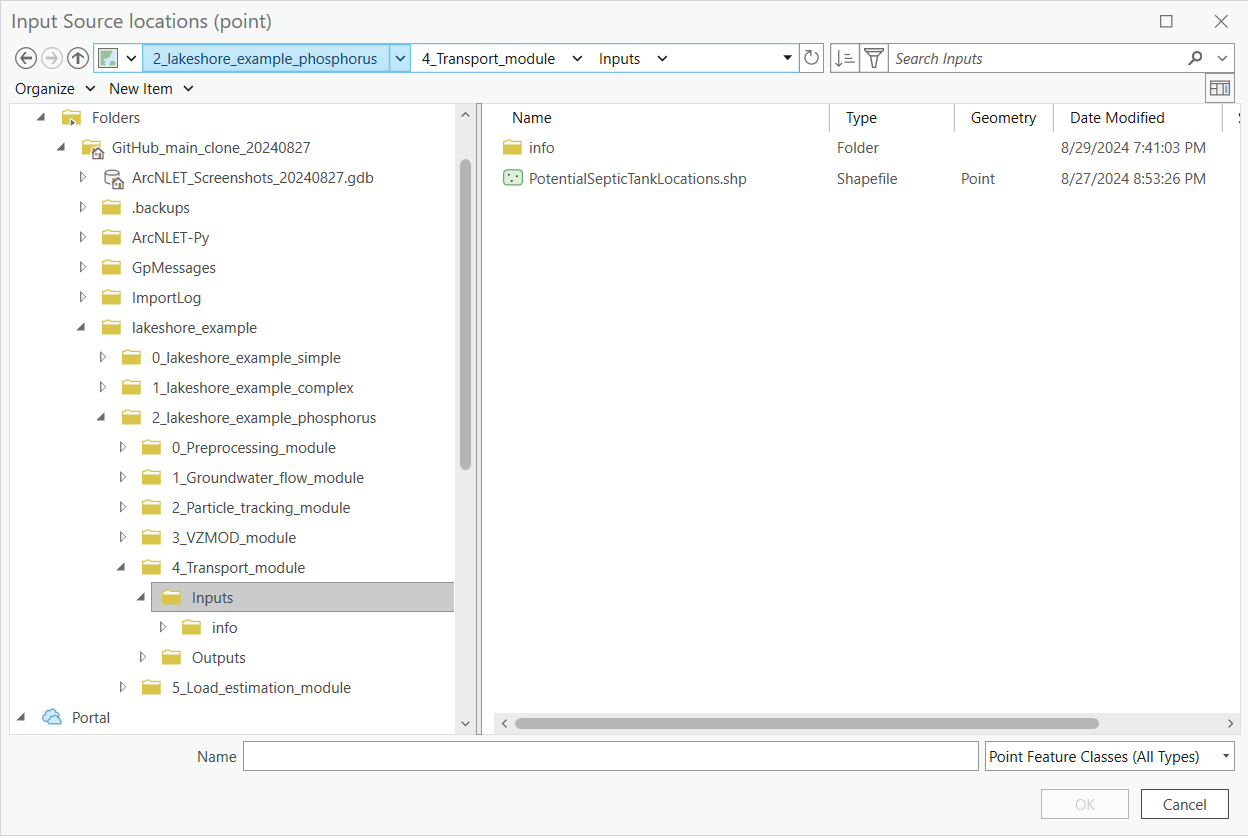 Input Source locations (point)
2_lakeshore_example_phosphorus 4_Transport_module Inputs Search Inputs
Organize New Item
Folders
GitHub_main_clone_20240827
ArcNLET_Screenshots_20240827.gdb
.backups
ArcNLET-Py
GpMessages
ImportLog
lakeshore_example
0_lakeshore_example_simple
1_lakeshore_example_complex
2_lakeshore_example_phosphorus
0_Preprocessing_module
1_Groundwater_flow_module
2_Particle_tracking_module
3_VZMOD_module
4_Transport_module
Inputs
info
Outputs
5_Load_estimation_module
Portal
Name Type Geometry Date Modified
info Folder 8/29/2024 7:41:03 PM
PotentialSepticTankLocations.shp Shapefile Point 8/27/2024 8:53:26 PM
Name Point Feature Classes (All Types)
OK Cancel